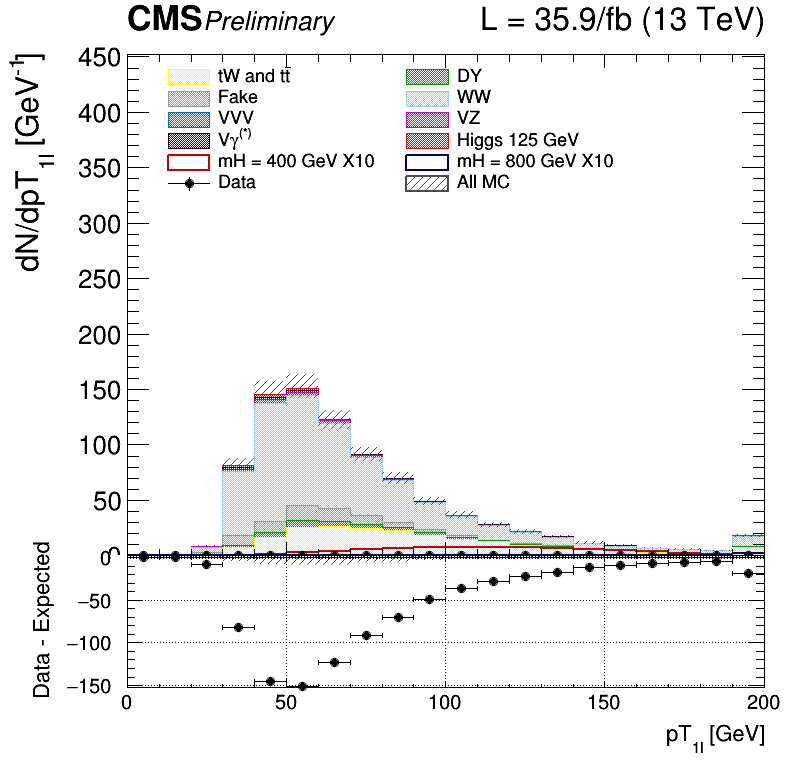 CMS Preliminary L = 35.9/fb (13 TeV)
dN/dpT₁ₗ [GeV⁻¹]
450
400
350
300
250
200
150
100
50
0
tW and tt̄ DY
Fake WW
VVV VZ
Vγ⁽*⁾ Higgs 125 GeV
mH = 400 GeV X10 mH = 800 GeV X10
Data All MC
Data - Expected
0
−50
−100
−150
0 50 100 150 200
pT₁ₗ [GeV]